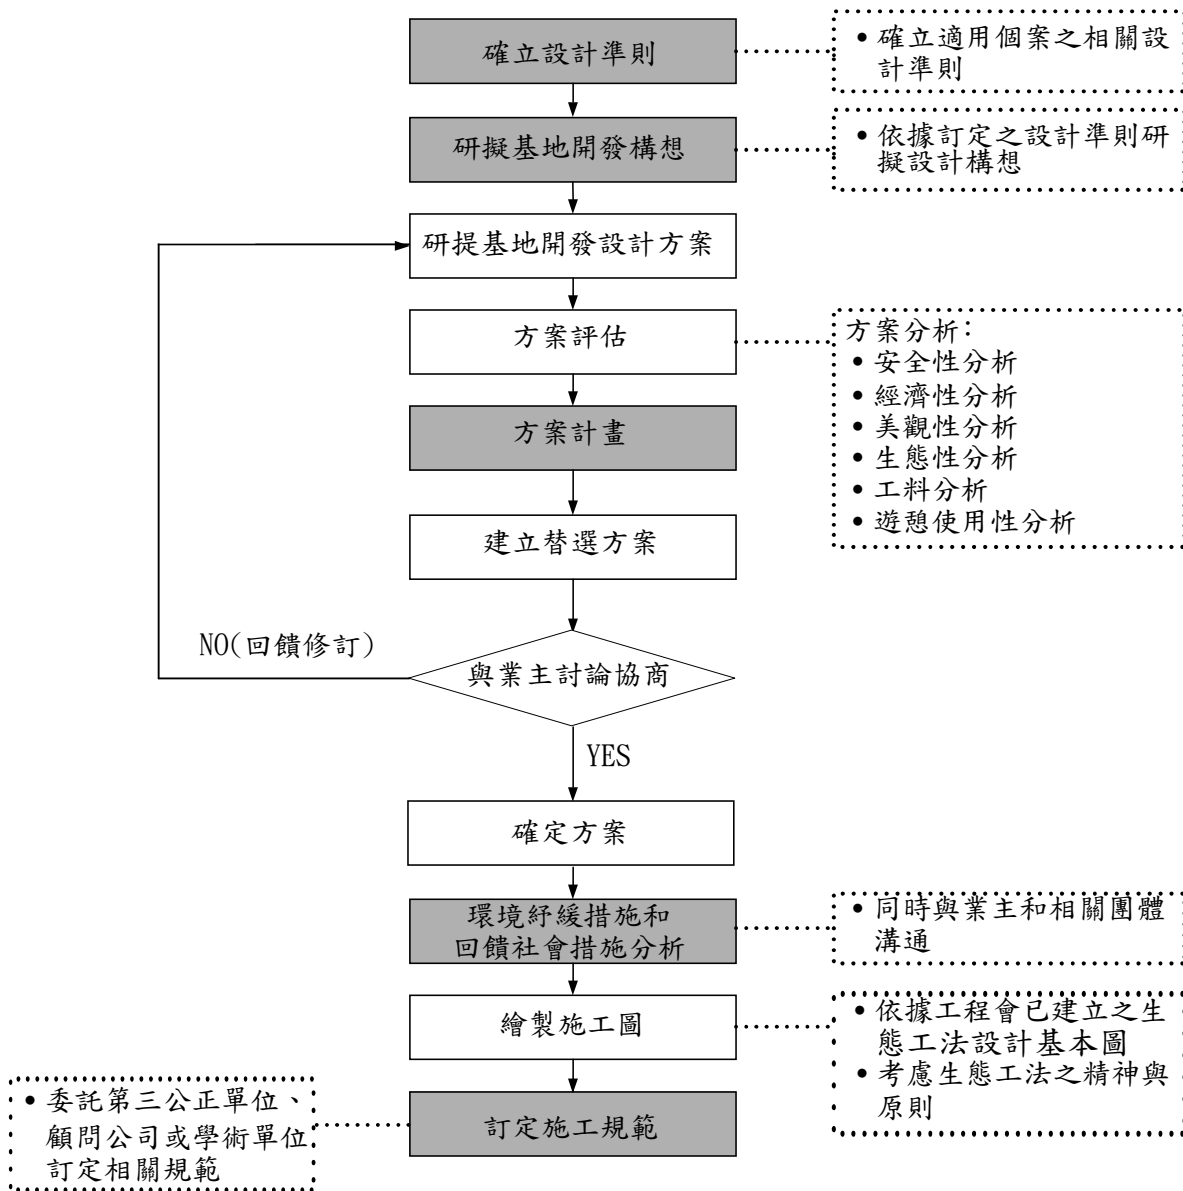 確立設計準則
• 確立適用個案之相關設
計準則
研擬基地開發構想
• 依據訂定之設計準則研
擬設計構想
研提基地開發設計方案
方案評估
方案分析：
• 安全性分析
• 經濟性分析
• 美觀性分析
• 生態性分析
• 工料分析
• 遊憩使用性分析
方案計畫
建立替選方案
NO(回饋修訂)
與業主討論協商
YES
確定方案
環境紓緩措施和
回饋社會措施分析
• 同時與業主和相關團體
溝通
繪製施工圖
• 依據工程會已建立之生
態工法設計基本圖
• 考慮生態工法之精神與
原則
訂定施工規範
• 委託第三公正單位、
顧問公司或學術單位
訂定相關規範